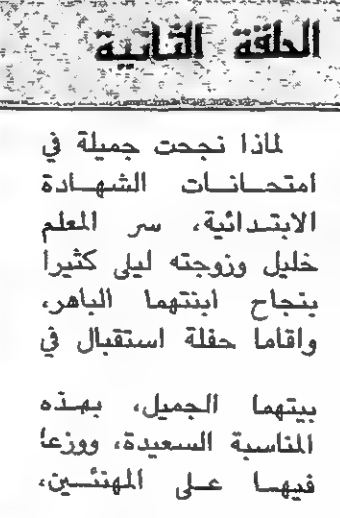 الحلقة الثانية
لماذا نجحت جميلة في
امتحانات الشهادة
الابتدائية، سر المعلم
خليل وزوجته ليلى كثيرا
بنجاح ابنتهما الباهر،
واقاما حفلة استقبال في
بيتهما الجميل، بهذه
المناسبة السعيدة، ووزعا
فيها على المهنئين،